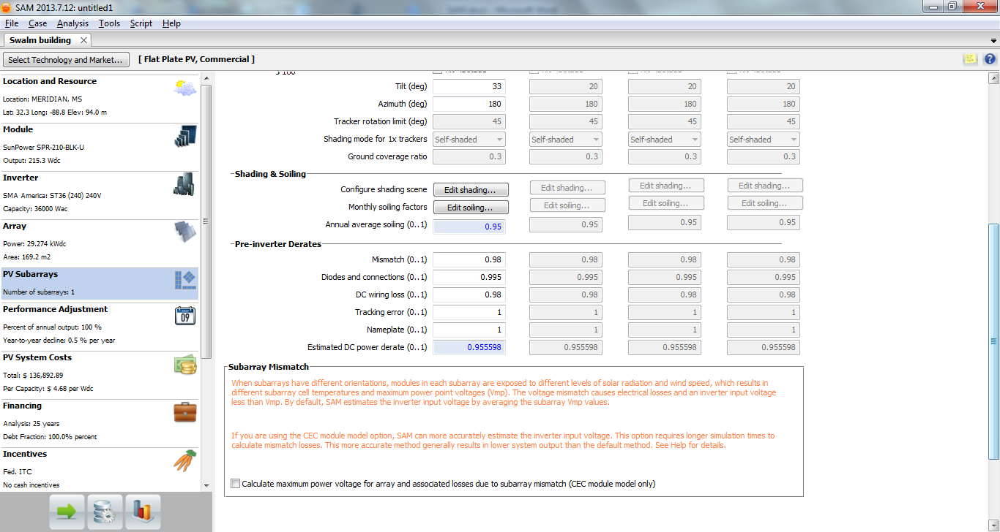 SAM 2013.7.12: untitled1
File Case Analysis Tools Script Help
Swalm building
Select Technology and Market... [ Flat Plate PV, Commercial ]
Location and Resource
Location: MERIDIAN, MS
Lat: 32.3 Long: -88.8 Elev: 94.0 m
Module
SunPower SPR-210-BLK-U
Output: 215.3 Wdc
Inverter
SMA America: ST36 (240) 240V
Capacity: 36000 Wac
Array
Power: 29.274 kWdc
Area: 169.2 m2
PV Subarrays
Number of subarrays: 1
Performance Adjustment
09
Percent of annual output: 100 %
Year-to-year decline: 0.5 % per year
PV System Costs
Total: $ 136,892.89
Per Capacity: $ 4.68 per Wdc
Financing
Analysis: 25 years
Debt Fraction: 100.0% percent
Incentives
Fed. ITC
No cash incentives
Tilt (deg) 33 20 20 20
Azimuth (deg) 180 180 180 180
Tracker rotation limit (deg) 45 45 45 45
Shading mode for 1x trackers Self-shaded Self-shaded Self-shaded Self-shaded
Ground coverage ratio 0.3 0.3 0.3 0.3
Shading & Soiling
Configure shading scene Edit shading... Edit shading... Edit shading... Edit shading...
Monthly soiling factors Edit soiling... Edit soiling... Edit soiling... Edit soiling...
Annual average soiling (0..1) 0.95 0.95 0.95 0.95
Pre-inverter Derates
Mismatch (0..1) 0.98 0.98 0.98 0.98
Diodes and connections (0..1) 0.995 0.995 0.995 0.995
DC wiring loss (0..1) 0.98 0.98 0.98 0.98
Tracking error (0..1) 1 1 1 1
Nameplate (0..1) 1 1 1 1
Estimated DC power derate (0..1) 0.955598 0.955598 0.955598 0.955598
Subarray Mismatch
When subarrays have different orientations, modules in each subarray are exposed to different levels of solar radiation and wind speed, which results in
different subarray cell temperatures and maximum power point voltages (Vmp). The voltage mismatch causes electrical losses and an inverter input voltage
less than Vmp. By default, SAM estimates the inverter input voltage by averaging the subarray Vmp values.
If you are using the CEC module model option, SAM can more accurately estimate the inverter input voltage. This option requires longer simulation times to
calculate mismatch losses. This more accurate method generally results in lower system output than the default method. See Help for details.
Calculate maximum power voltage for array and associated losses due to subarray mismatch (CEC module model only)